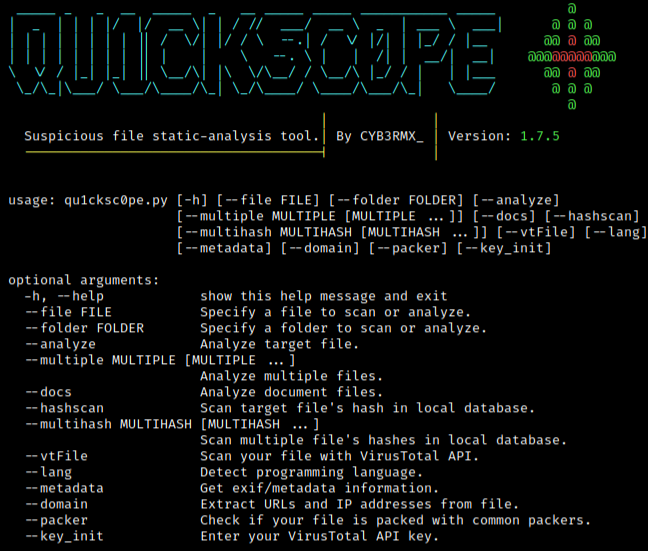 QU1CKSC0PE
Suspicious file static-analysis tool. | By CYB3RMX_ | Version: 1.7.5
usage: qu1cksc0pe.py [-h] [--file FILE] [--folder FOLDER] [--analyze]
[--multiple MULTIPLE [MULTIPLE ...]] [--docs] [--hashscan]
[--multihash MULTIHASH [MULTIHASH ...]] [--vtFile] [--lang]
[--metadata] [--domain] [--packer] [--key_init]
optional arguments:
-h, --help show this help message and exit
--file FILE Specify a file to scan or analyze.
--folder FOLDER Specify a folder to scan or analyze.
--analyze Analyze target file.
--multiple MULTIPLE [MULTIPLE ...]
Analyze multiple files.
--docs Analyze document files.
--hashscan Scan target file's hash in local database.
--multihash MULTIHASH [MULTIHASH ...]
Scan multiple file's hashes in local database.
--vtFile Scan your file with VirusTotal API.
--lang Detect programming language.
--metadata Get exif/metadata information.
--domain Extract URLs and IP addresses from file.
--packer Check if your file is packed with common packers.
--key_init Enter your VirusTotal API key.